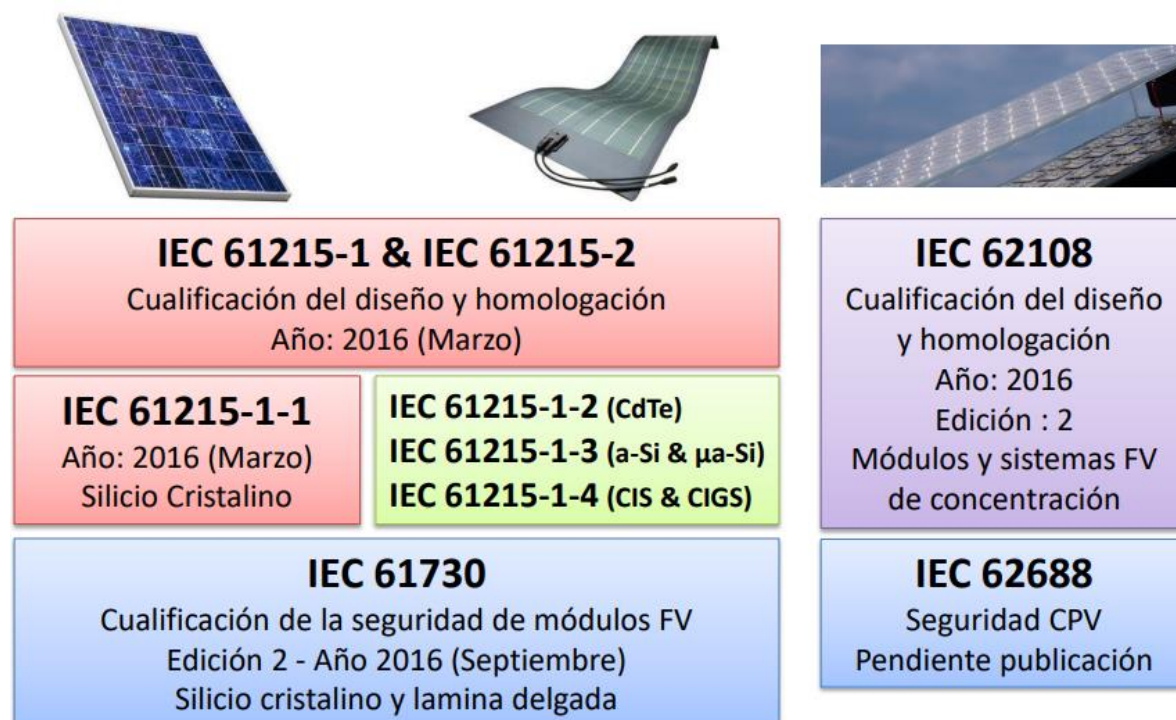 IEC 61215-1 & IEC 61215-2
Cualificación del diseño y homologación
Año: 2016 (Marzo)
IEC 61215-1-1
Año: 2016 (Marzo)
Silicio Cristalino
IEC 61215-1-2 (CdTe)
IEC 61215-1-3 (a-Si & µa-Si)
IEC 61215-1-4 (CIS & CIGS)
IEC 61730
Cualificación de la seguridad de módulos FV
Edición 2 - Año 2016 (Septiembre)
Silicio cristalino y lamina delgada
IEC 62108
Cualificación del diseño
y homologación
Año: 2016
Edición : 2
Módulos y sistemas FV
de concentración
IEC 62688
Seguridad CPV
Pendiente publicación